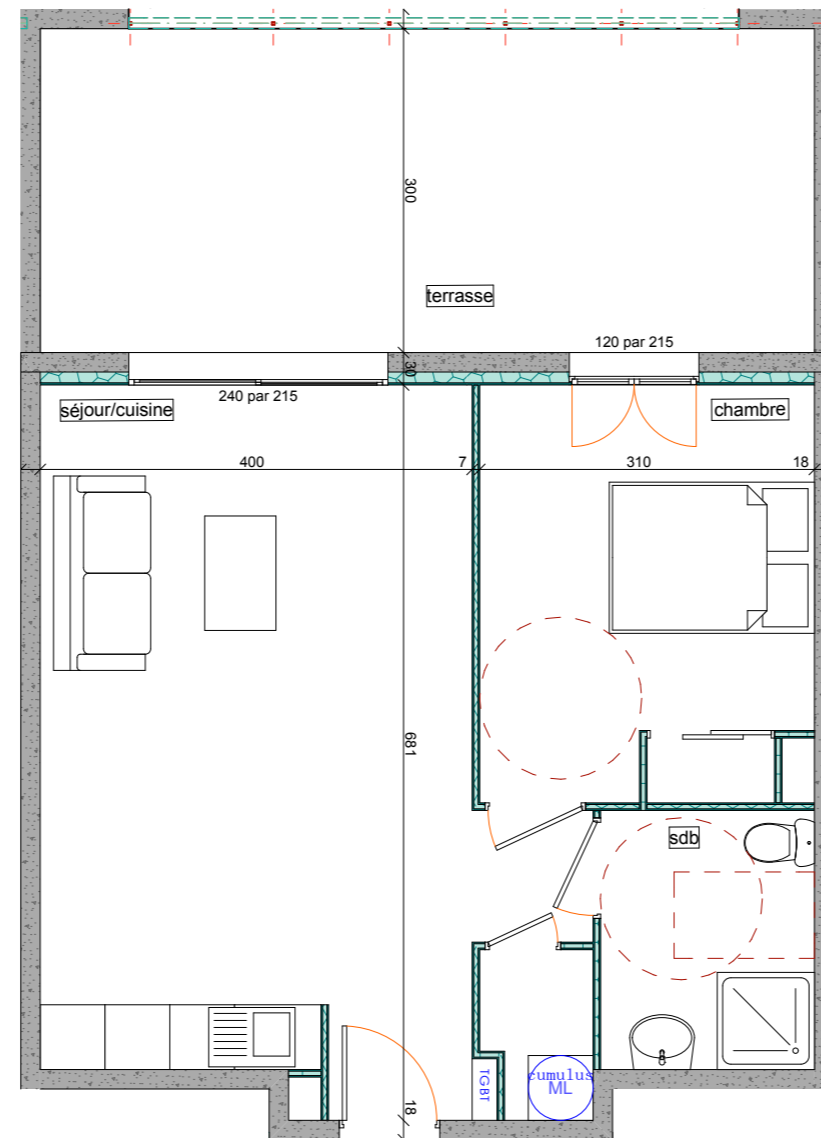 300
terrasse
120 par 215
30
séjour/cuisine
240 par 215
chambre
400
7
310
18
681
sdb
cumulus
ML
TGBT
18